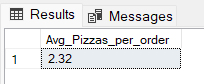 Results Messages
Avg_Pizzas_per_order
1 2.32